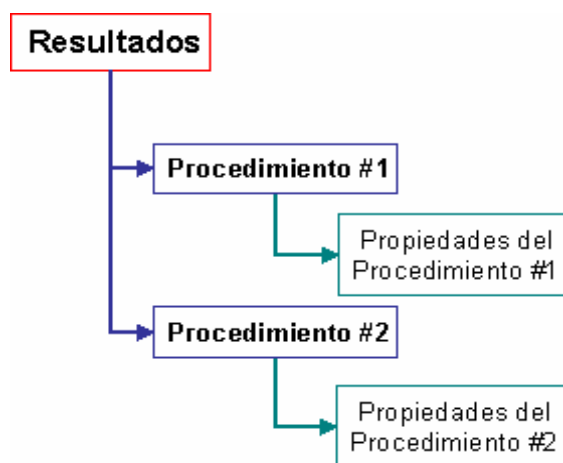 Resultados
Procedimiento #1
Propiedades del
Procedimiento #1
Procedimiento #2
Propiedades del
Procedimiento #2